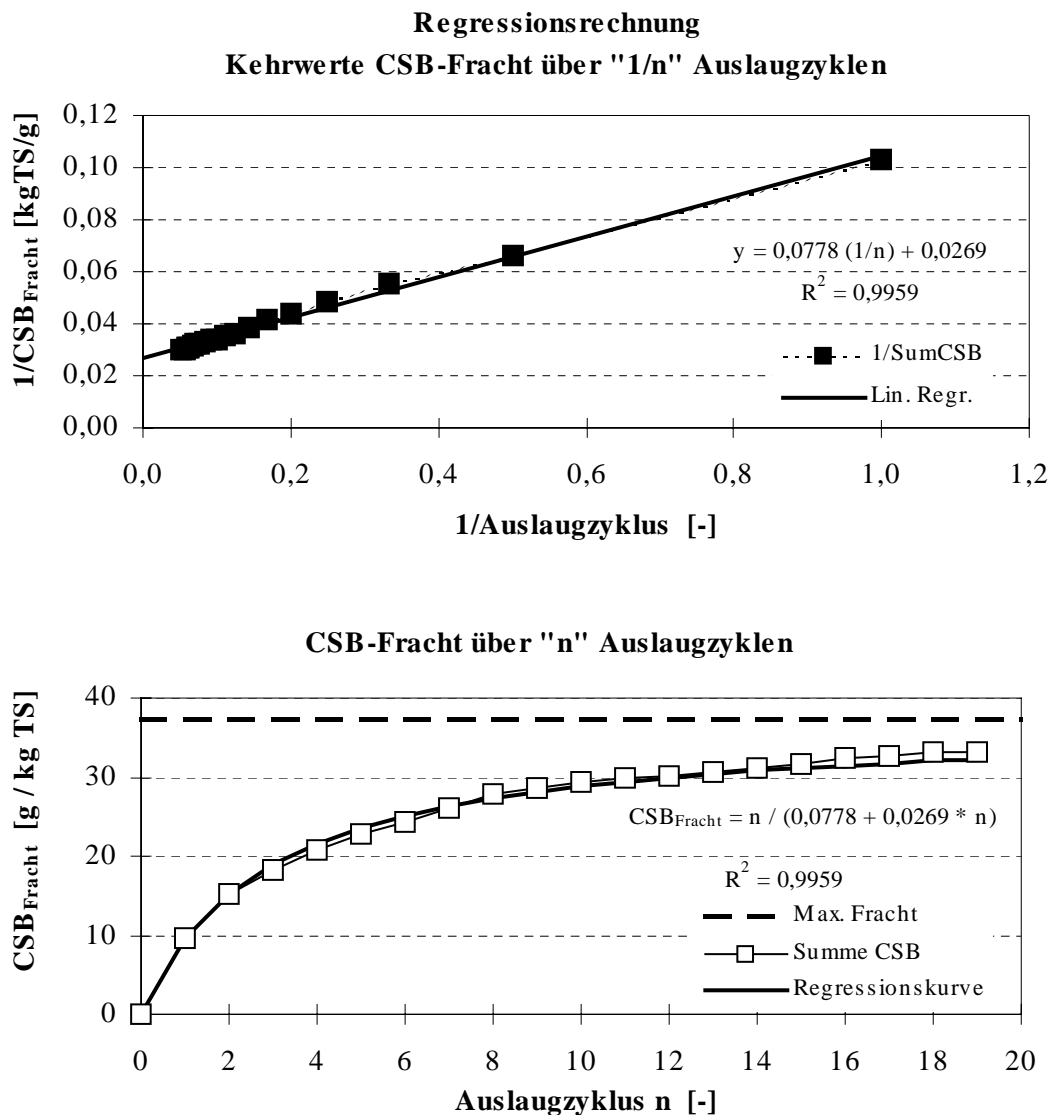 Regressionsrechnung
Kehrwerte CSB-Fracht über "1/n" Auslaugzyklen
1/CSB_Fracht [kgTS/g]
0,12
0,10
0,08
0,06
0,04
0,02
0,00
y = 0,0778 (1/n) + 0,0269
R² = 0,9959
1/SumCSB
Lin. Regr.
0,0 0,2 0,4 0,6 0,8 1,0 1,2
1/Auslaugzyklus [-]
CSB-Fracht über "n" Auslaugzyklen
CSB_Fracht [g / kg TS]
40
30
20
10
0
CSB_Fracht = n / (0,0778 + 0,0269 * n)
R² = 0,9959
Max. Fracht
Summe CSB
Regressionskurve
0 2 4 6 8 10 12 14 16 18 20
Auslaugzyklus n [-]